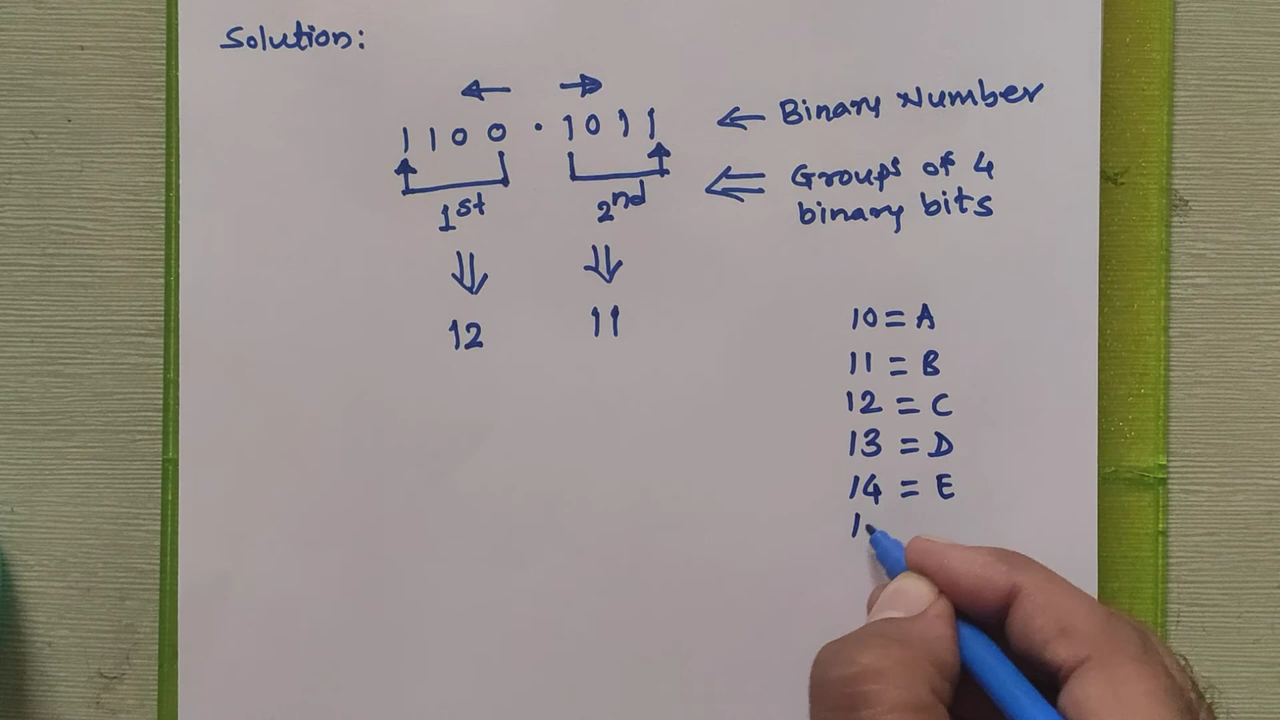 Solution:
← →
1100 . 1011 ← Binary Number
1st 2nd ⇐ Groups of 4
binary bits
⇓ ⇓
12 11
10 = A
11 = B
12 = C
13 = D
14 = E
1